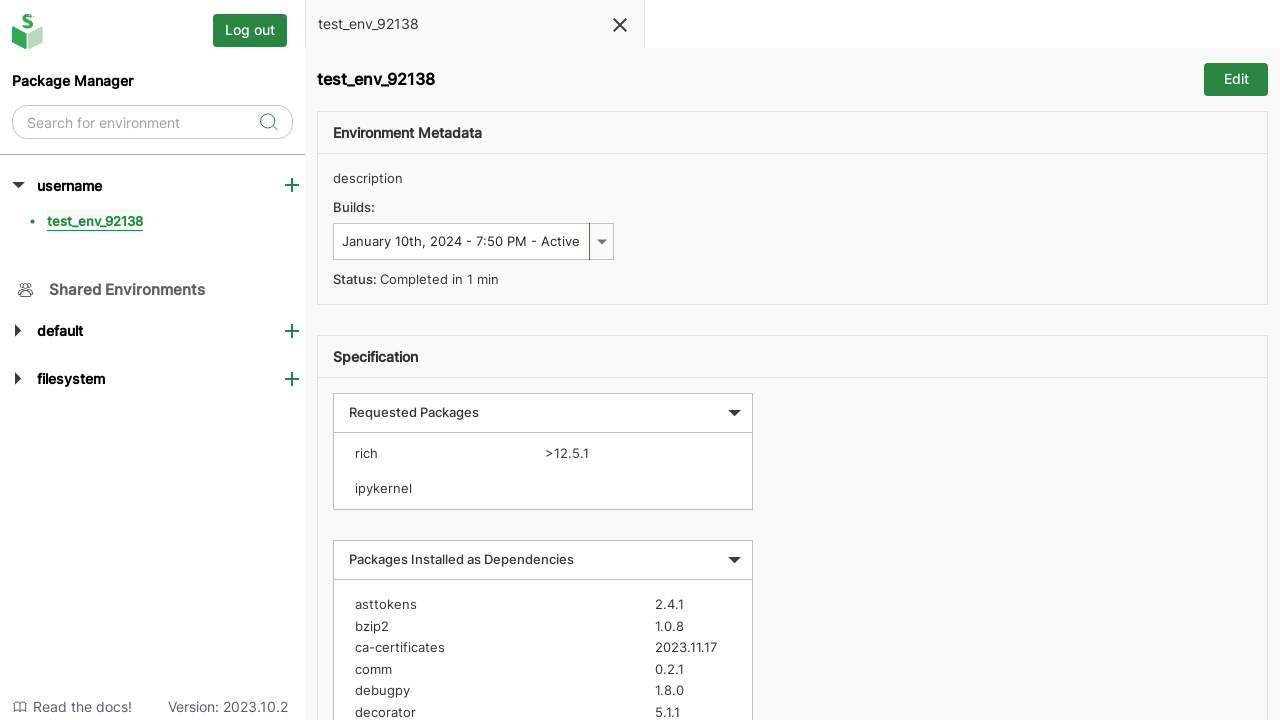 Log out
Package Manager
Search for environment
username
test_env_92138
Shared Environments
default
filesystem
Read the docs!
Version: 2023.10.2
test_env_92138
test_env_92138
Edit
Environment Metadata
description
Builds:
January 10th, 2024 - 7:50 PM - Active
Status: Completed in 1 min
Specification
Requested Packages
rich >12.5.1
ipykernel
Packages Installed as Dependencies
asttokens 2.4.1
bzip2 1.0.8
ca-certificates 2023.11.17
comm 0.2.1
debugpy 1.8.0
decorator 5.1.1